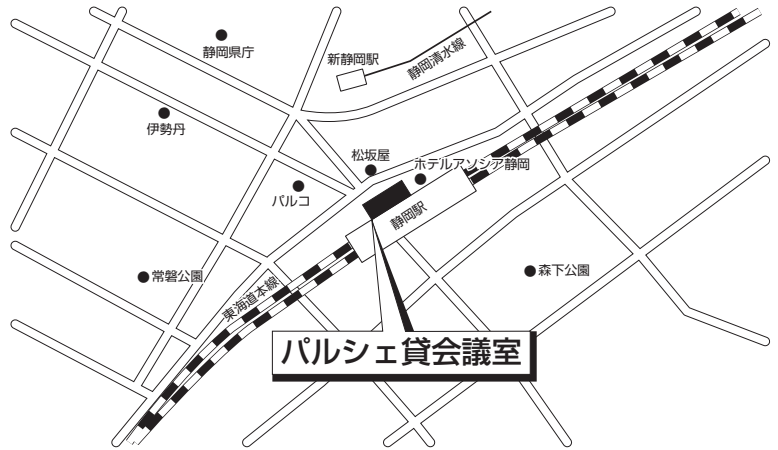 静岡県庁
新静岡駅
静岡清水線
伊勢丹
松坂屋
ホテルアソシア静岡
パルコ
静岡駅
常磐公園
森下公園
東海道本線
パルシェ貸会議室